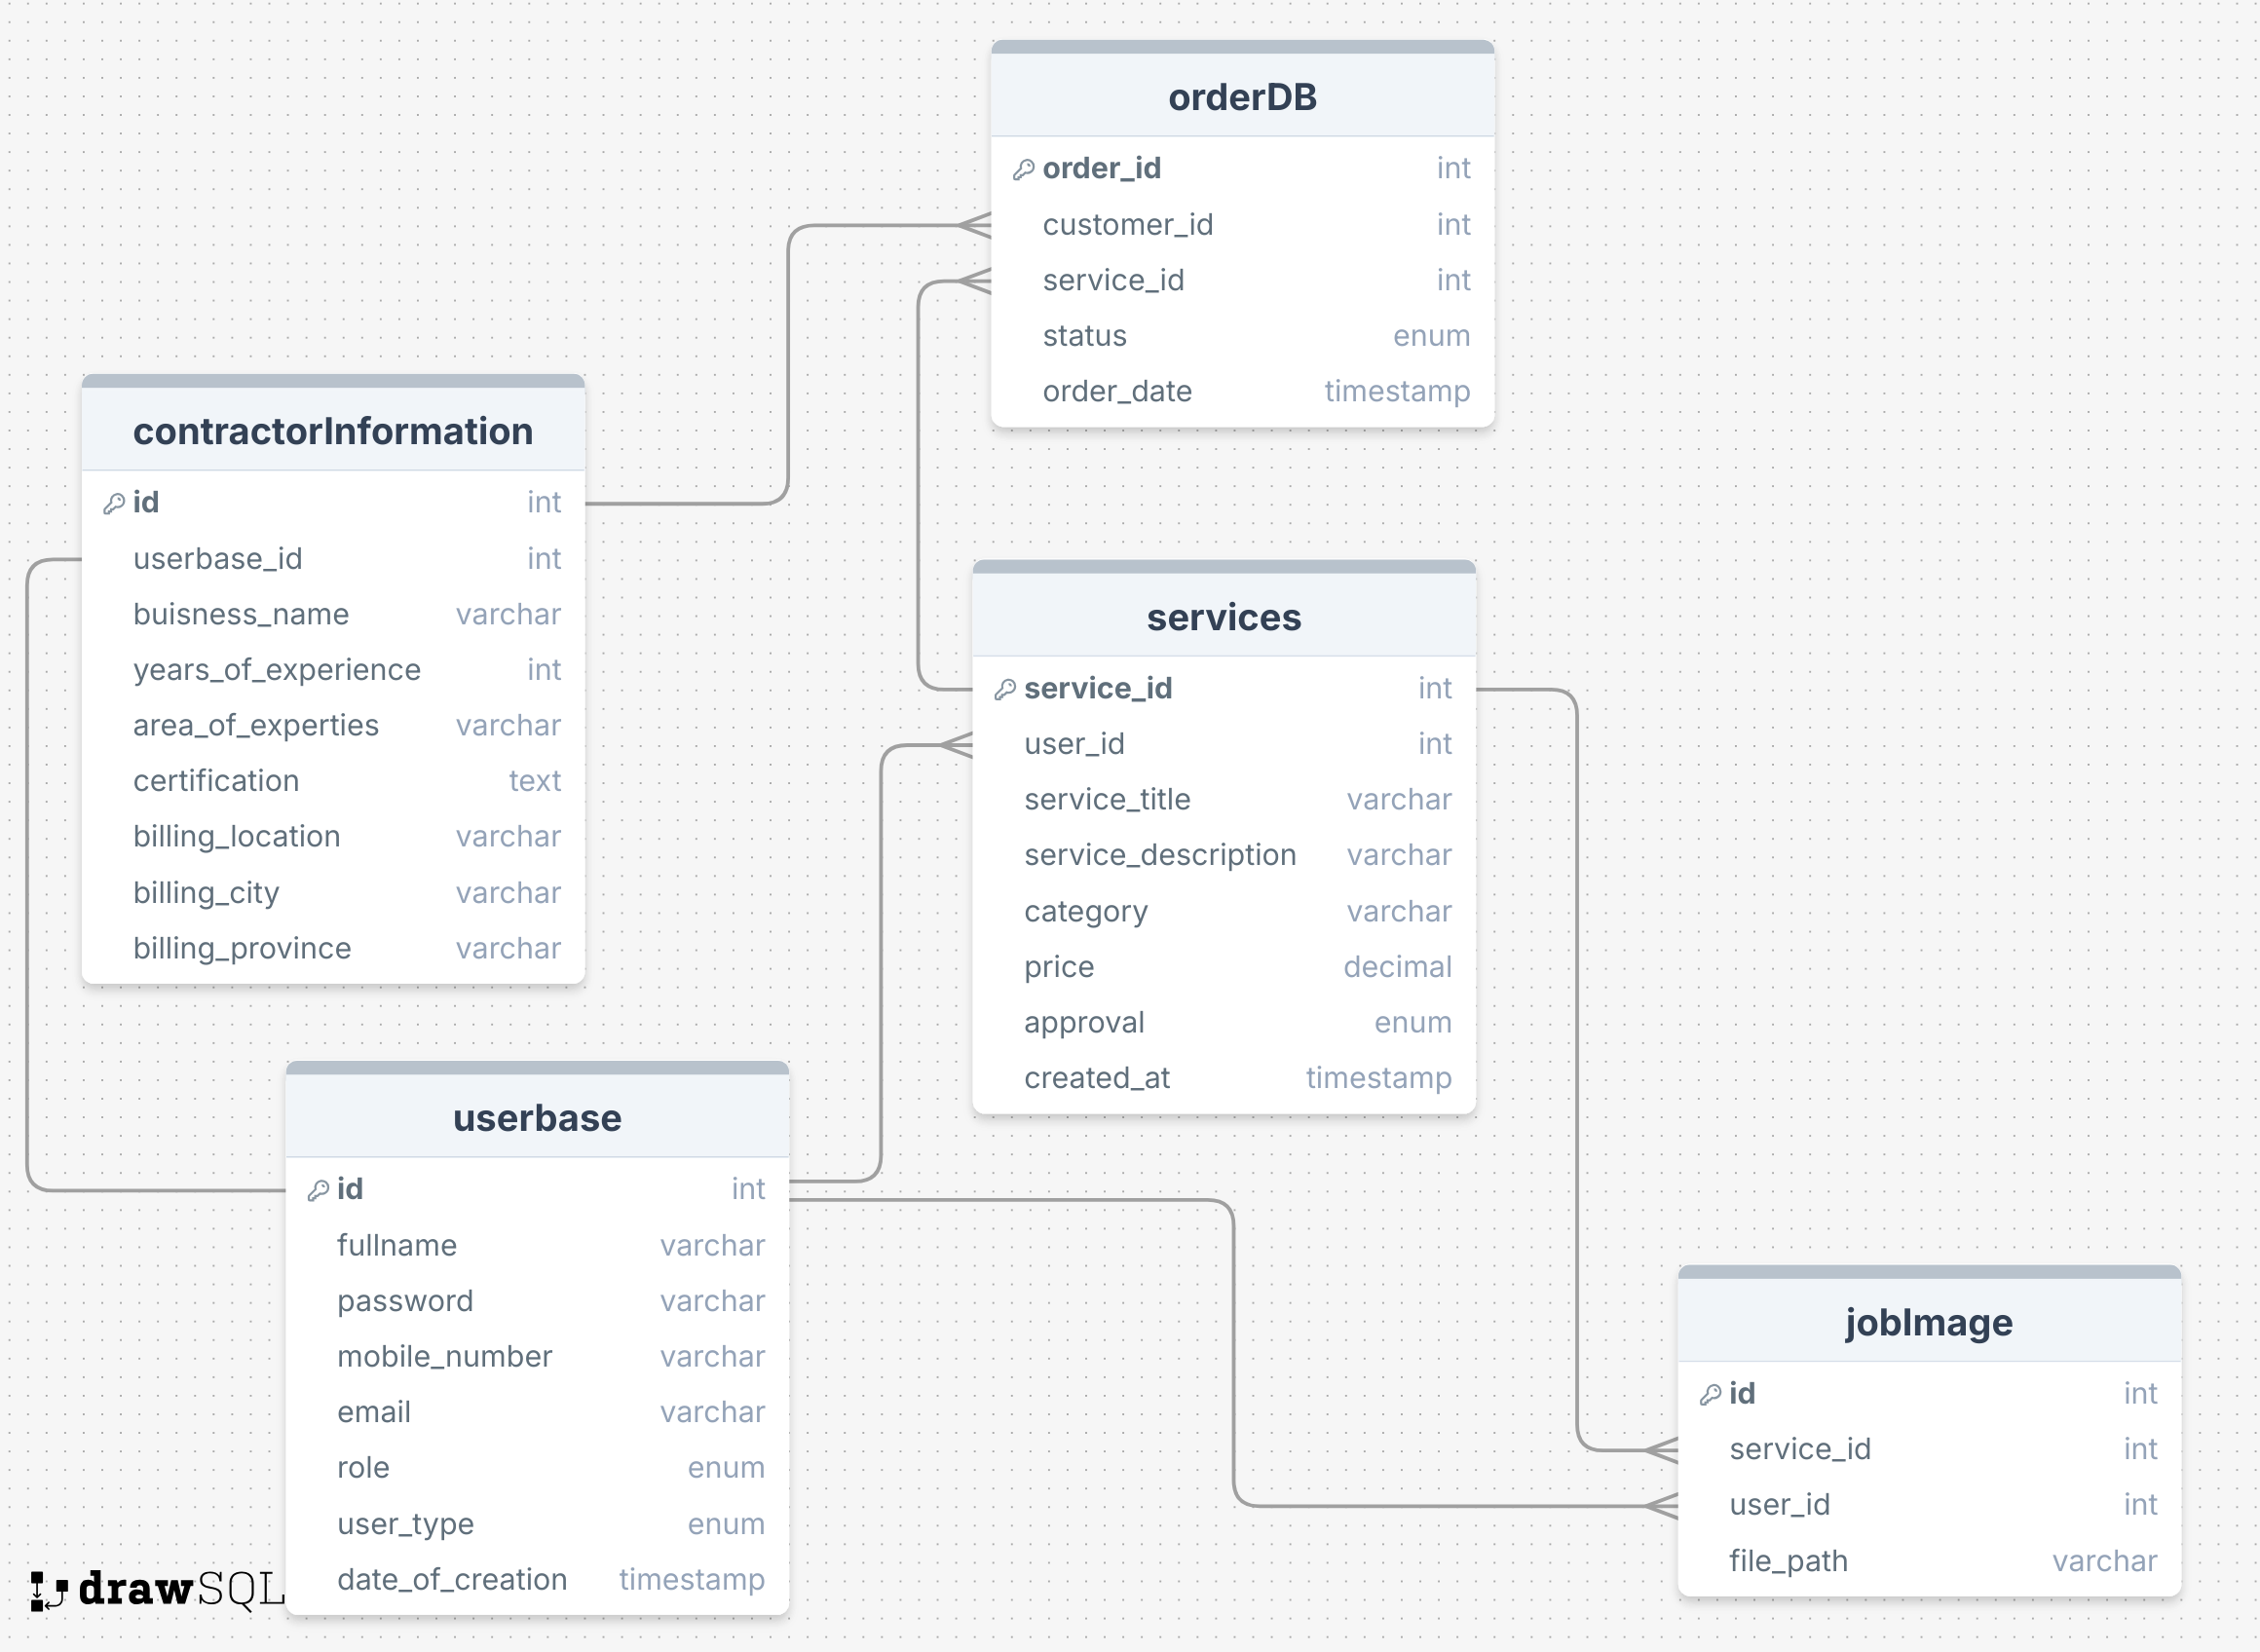 orderDB
order_id int
customer_id int
service_id int
status enum
order_date timestamp
contractorInformation
id int
userbase_id int
buisness_name varchar
years_of_experience int
area_of_experties varchar
certification text
billing_location varchar
billing_city varchar
billing_province varchar
services
service_id int
user_id int
service_title varchar
service_description varchar
category varchar
price decimal
approval enum
created_at timestamp
userbase
id int
fullname varchar
password varchar
mobile_number varchar
email varchar
role enum
user_type enum
date_of_creation timestamp
jobImage
id int
service_id int
user_id int
file_path varchar
drawSQL